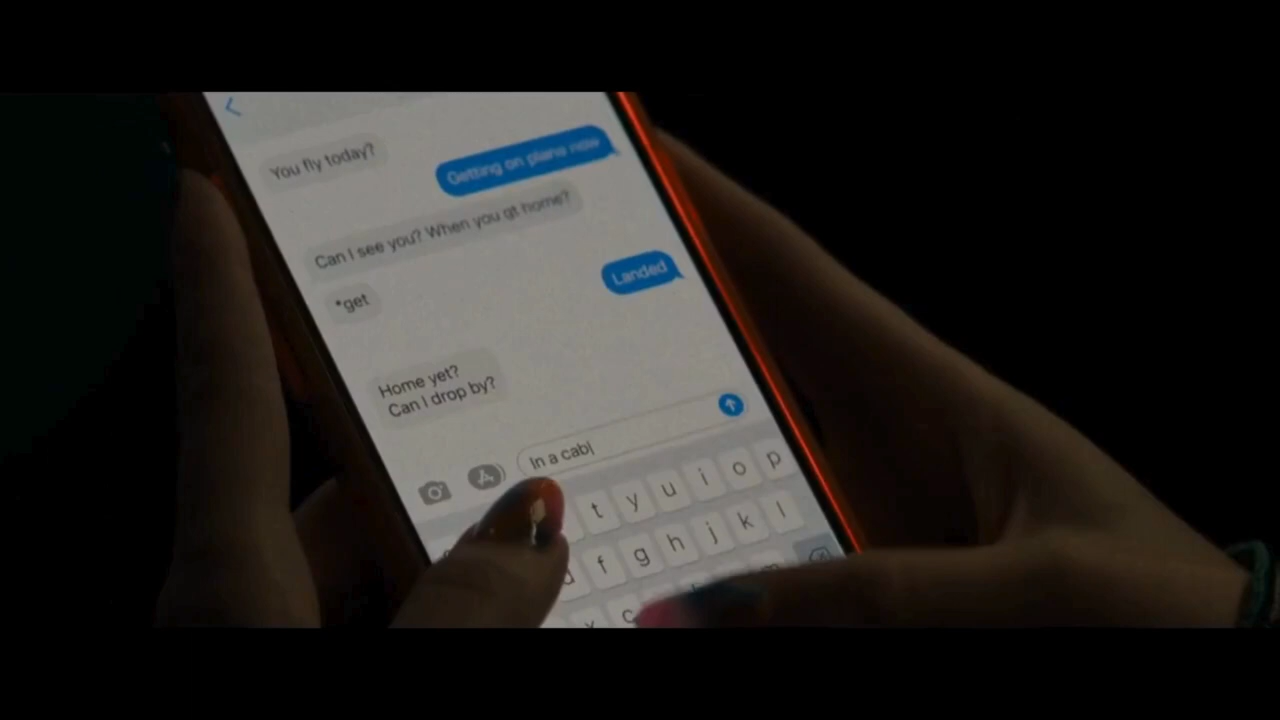 You fly today?
Getting on plane now
Can I see you? When you gt home?
*get
Landed
Home yet?
Can I drop by?
In a cab
t y u i o p
d f g h j k l
c